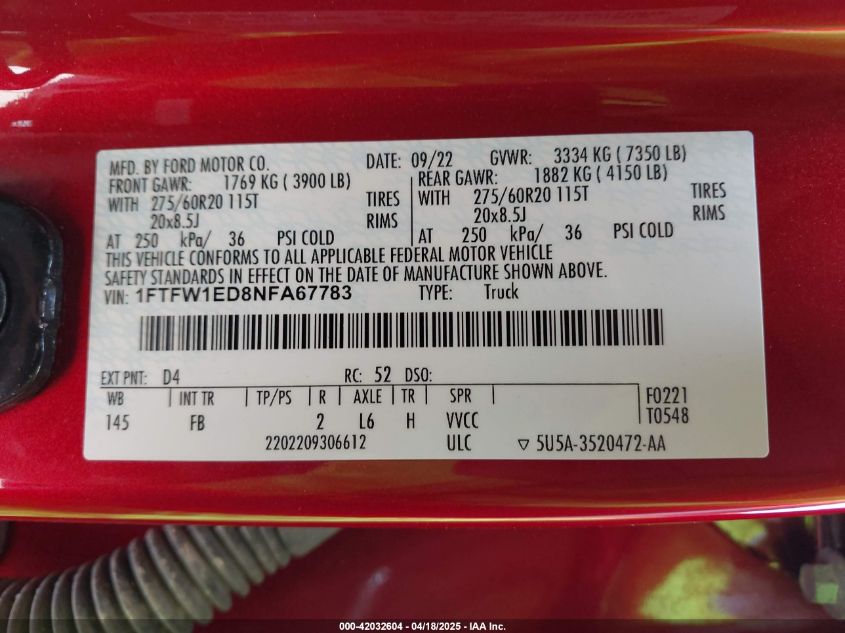 MFD. BY FORD MOTOR CO. DATE: 09/22 GVWR: 3334 KG ( 7350 LB)
FRONT GAWR: 1769 KG ( 3900 LB) REAR GAWR: 1882 KG ( 4150 LB)
WITH 275/60R20 115T TIRES WITH 275/60R20 115T TIRES
20x8.5J RIMS 20x8.5J RIMS
AT 250 kPa/ 36 PSI COLD AT 250 kPa/ 36 PSI COLD
THIS VEHICLE CONFORMS TO ALL APPLICABLE FEDERAL MOTOR VEHICLE
SAFETY STANDARDS IN EFFECT ON THE DATE OF MANUFACTURE SHOWN ABOVE.
VIN: 1FTFW1ED8NFA67783 TYPE: Truck
EXT PNT: D4 RC: 52 DSO:
WB INT TR TP/PS R AXLE TR SPR F0221
145 FB 2 L6 H VVCC T0548
2202209306612 ULC ▽ 5U5A-3520472-AA
000-42032604 - 04/18/2025 - IAA Inc.